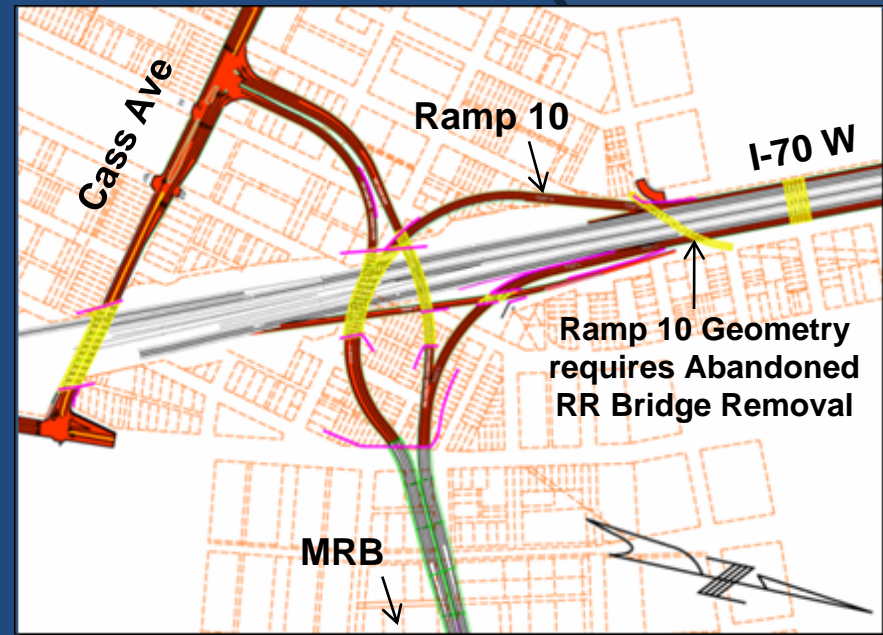 Cass Ave
Ramp 10
I-70 W
Ramp 10 Geometry
requires Abandoned
RR Bridge Removal
MRB